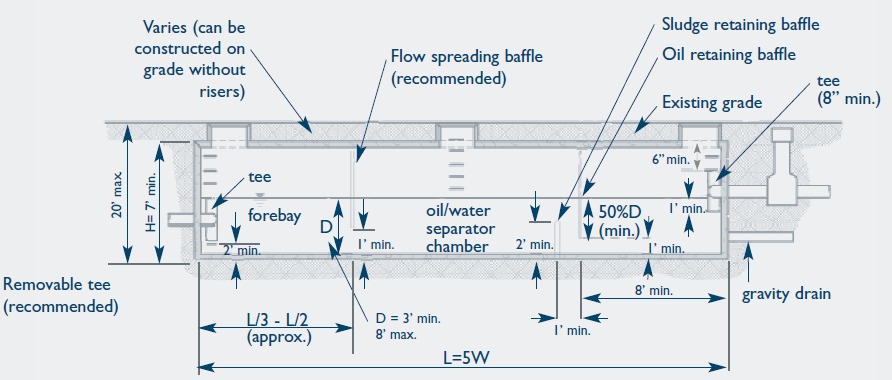 Varies (can be
constructed on
grade without
risers)
Flow spreading baffle
(recommended)
Sludge retaining baffle
Oil retaining baffle
tee
(8” min.)
Existing grade
6” min.
20’ max.
H= 7’ min.
tee
forebay
D
oil/water
separator
chamber
50%D
(min.)
1’ min.
2’ min.
1’ min.
2’ min.
1’ min.
Removable tee
(recommended)
8’ min.
gravity drain
L/3 - L/2
(approx.)
D = 3’ min.
8’ max.
1’ min.
L=5W